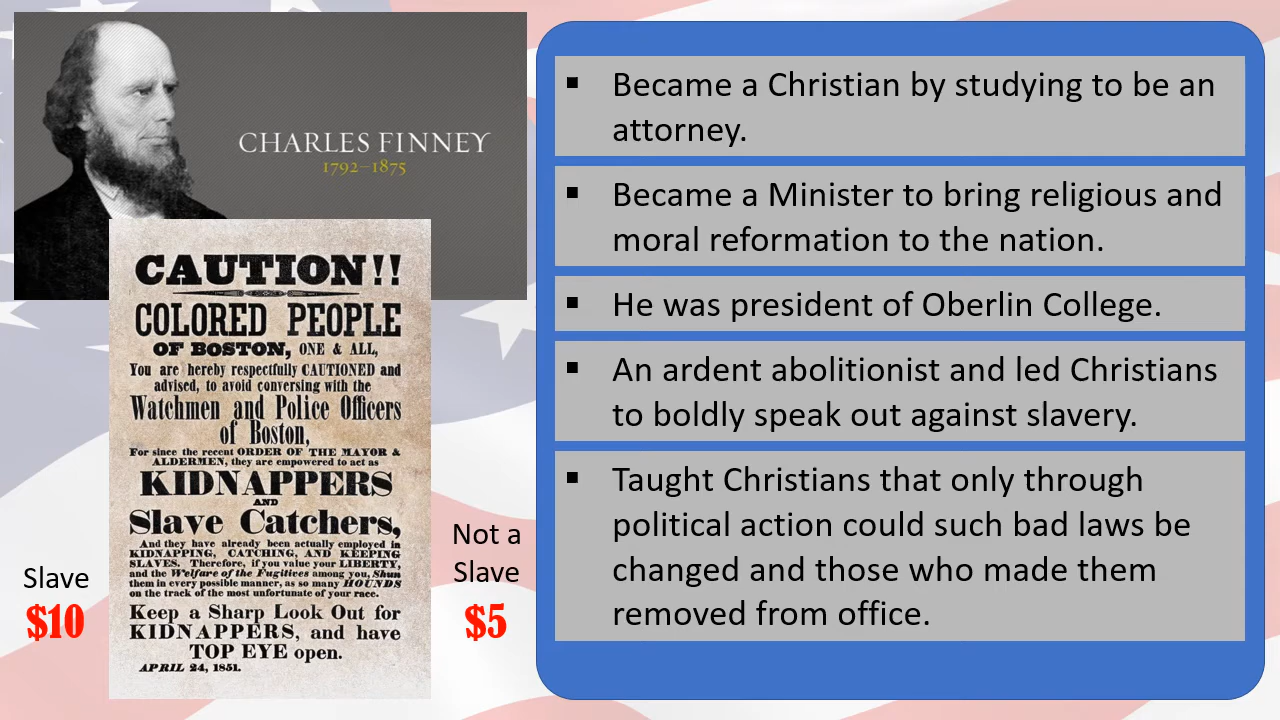 CHARLES FINNEY
1792–1875
CAUTION!!
COLORED PEOPLE
OF BOSTON, ONE & ALL,
You are hereby respectfully CAUTIONED and
advised, to avoid conversing with the
Watchmen and Police Officers
of Boston,
For since the recent ORDER OF THE MAYOR &
ALDERMEN, they are empowered to act as
KIDNAPPERS
AND
Slave Catchers,
And they have already been actually employed in
KIDNAPPING, CATCHING, AND KEEPING
SLAVES. Therefore, if you value your LIBERTY,
and the Welfare of the Fugitives among you, Shun
them in every possible manner, as so many HOUNDS
on the track of the most unfortunate of your race.
Keep a Sharp Look Out for
KIDNAPPERS, and have
TOP EYE open.
APRIL 24, 1851.
Slave
$10
Not a
Slave
$5
▪ Became a Christian by studying to be an
attorney.
▪ Became a Minister to bring religious and
moral reformation to the nation.
▪ He was president of Oberlin College.
▪ An ardent abolitionist and led Christians
to boldly speak out against slavery.
▪ Taught Christians that only through
political action could such bad laws be
changed and those who made them
removed from office.